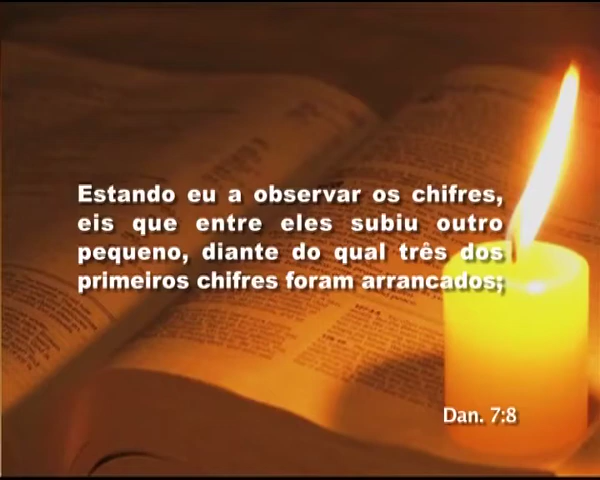 Estando eu a observar os chifres,
eis que entre eles subiu outro
pequeno, diante do qual três dos
primeiros chifres foram arrancados;
Dan. 7:8